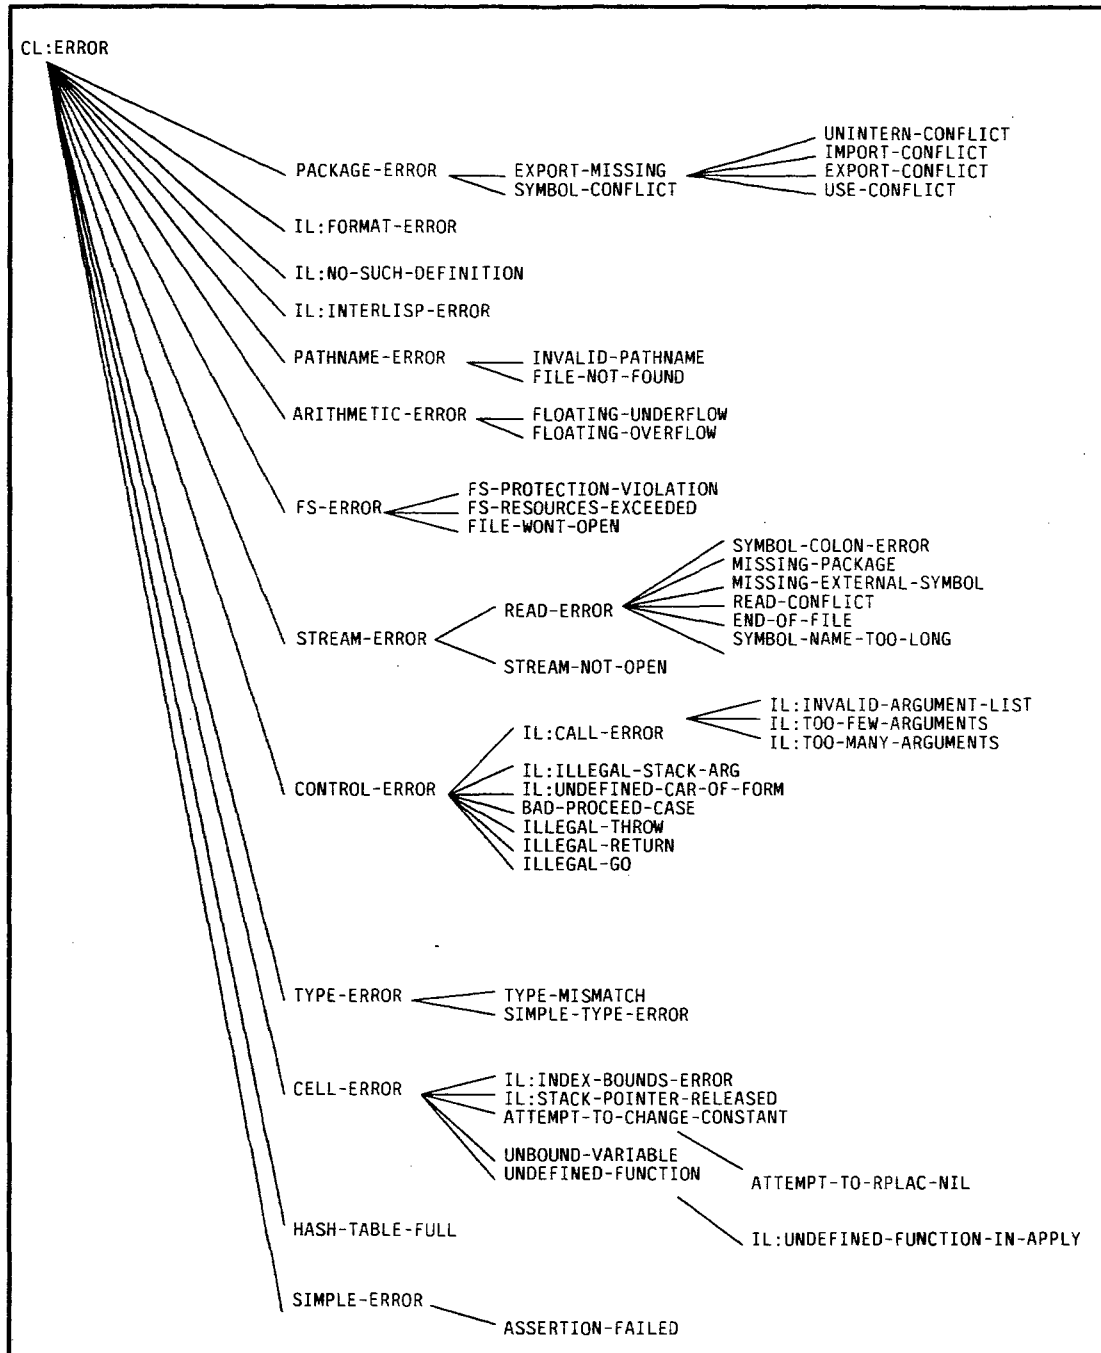 CL:ERROR
UNINTERN-CONFLICT
IMPORT-CONFLICT
PACKAGE-ERROR
EXPORT-MISSING
EXPORT-CONFLICT
SYMBOL-CONFLICT
USE-CONFLICT
IL:FORMAT-ERROR
IL:NO-SUCH-DEFINITION
IL:INTERLISP-ERROR
PATHNAME-ERROR
INVALID-PATHNAME
FILE-NOT-FOUND
ARITHMETIC-ERROR
FLOATING-UNDERFLOW
FLOATING-OVERFLOW
FS-ERROR
FS-PROTECTION-VIOLATION
FS-RESOURCES-EXCEEDED
FILE-WONT-OPEN
STREAM-ERROR
READ-ERROR
SYMBOL-COLON-ERROR
MISSING-PACKAGE
MISSING-EXTERNAL-SYMBOL
READ-CONFLICT
END-OF-FILE
SYMBOL-NAME-TOO-LONG
STREAM-NOT-OPEN
CONTROL-ERROR
IL:CALL-ERROR
IL:INVALID-ARGUMENT-LIST
IL:TOO-FEW-ARGUMENTS
IL:TOO-MANY-ARGUMENTS
IL:ILLEGAL-STACK-ARG
IL:UNDEFINED-CAR-OF-FORM
BAD-PROCEED-CASE
ILLEGAL-THROW
ILLEGAL-RETURN
ILLEGAL-GO
TYPE-ERROR
TYPE-MISMATCH
SIMPLE-TYPE-ERROR
CELL-ERROR
IL:INDEX-BOUNDS-ERROR
IL:STACK-POINTER-RELEASED
ATTEMPT-TO-CHANGE-CONSTANT
UNBOUND-VARIABLE
UNDEFINED-FUNCTION
ATTEMPT-TO-RPLAC-NIL
HASH-TABLE-FULL
IL:UNDEFINED-FUNCTION-IN-APPLY
SIMPLE-ERROR
ASSERTION-FAILED